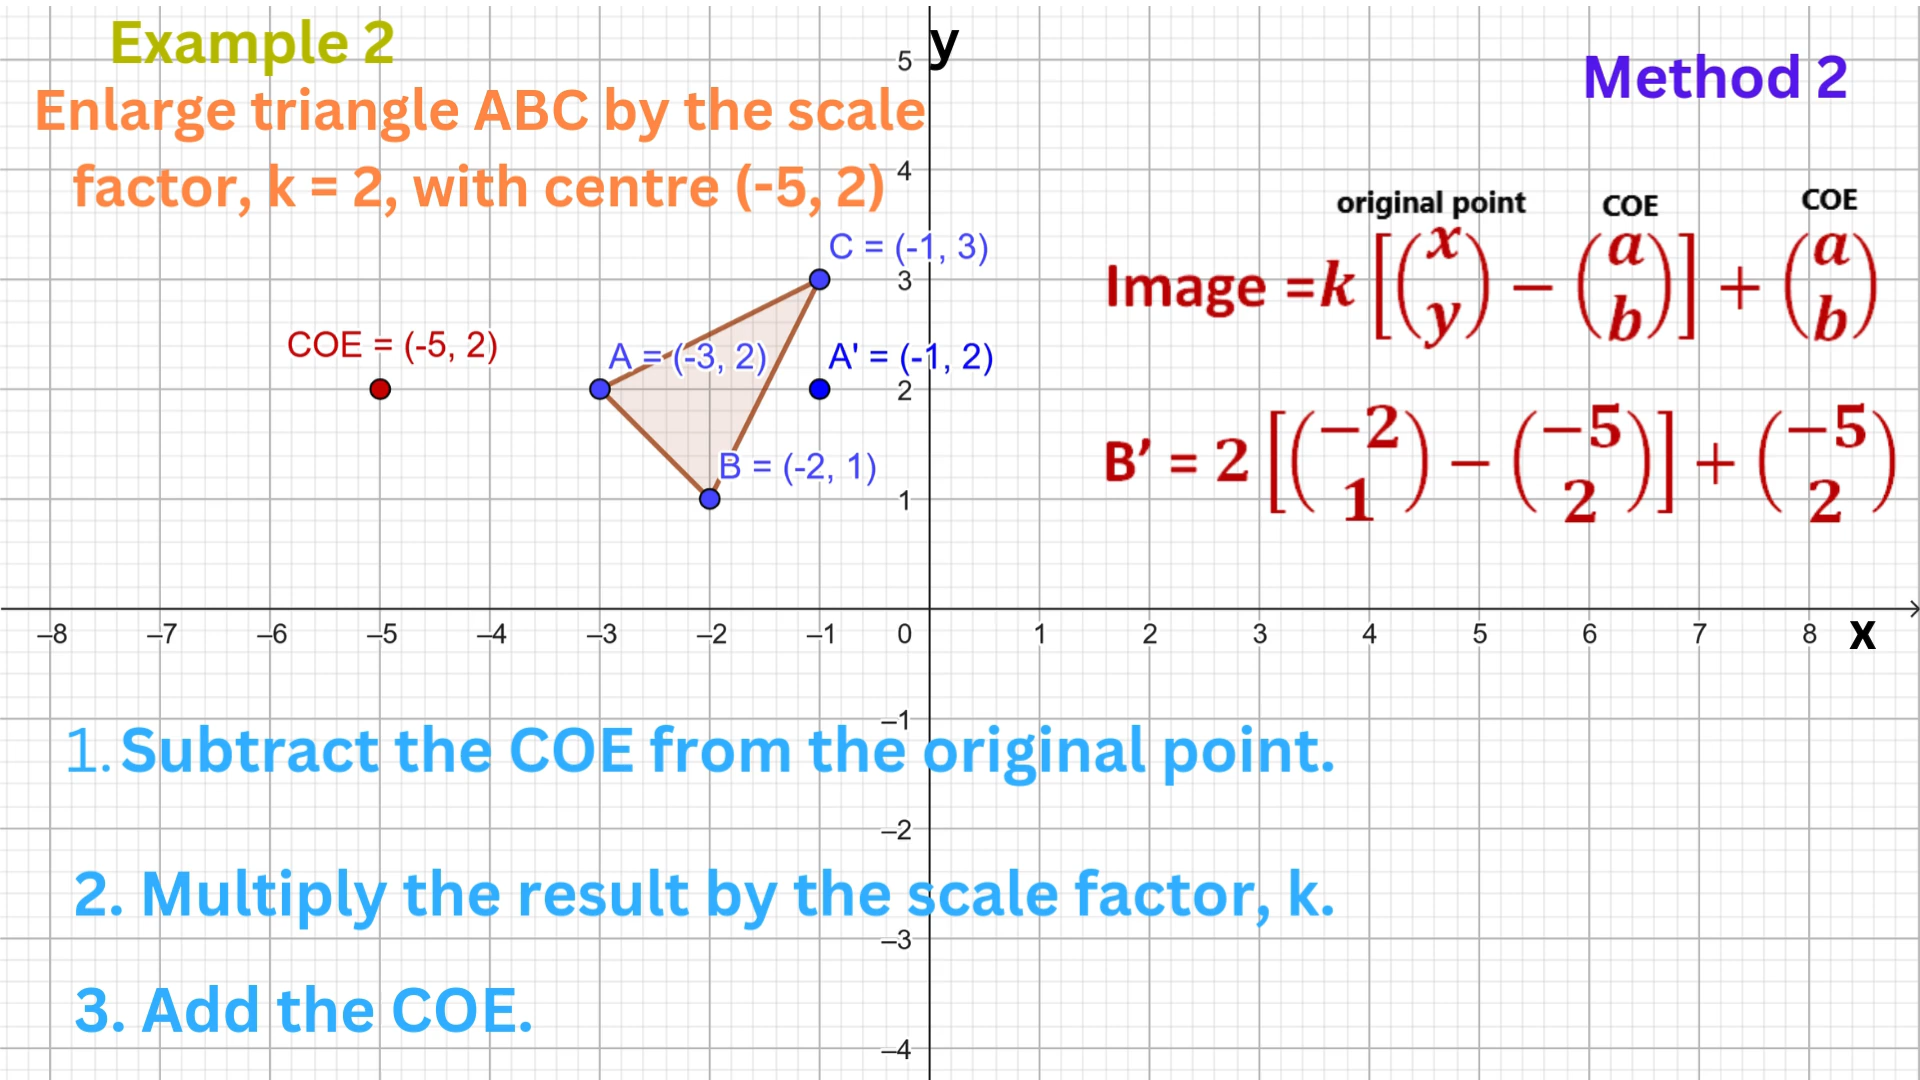 Example 2
Enlarge triangle ABC by the scale
factor, k = 2, with centre (-5, 2)
Method 2
original point COE COE
Image =k[(x y) − (a b)] + (a b)
B′ = 2[(−2 1) − (−5 2)] + (−5 2)
y
5
4
3
2
1
C = (-1, 3)
COE = (-5, 2)
A = (-3, 2)
A' = (-1, 2)
B = (-2, 1)
–8 –7 –6 –5 –4 –3 –2 –1 0 1 2 3 4 5 6 7 8 x
–1
–2
–3
–4
1. Subtract the COE from the original point.
2. Multiply the result by the scale factor, k.
3. Add the COE.